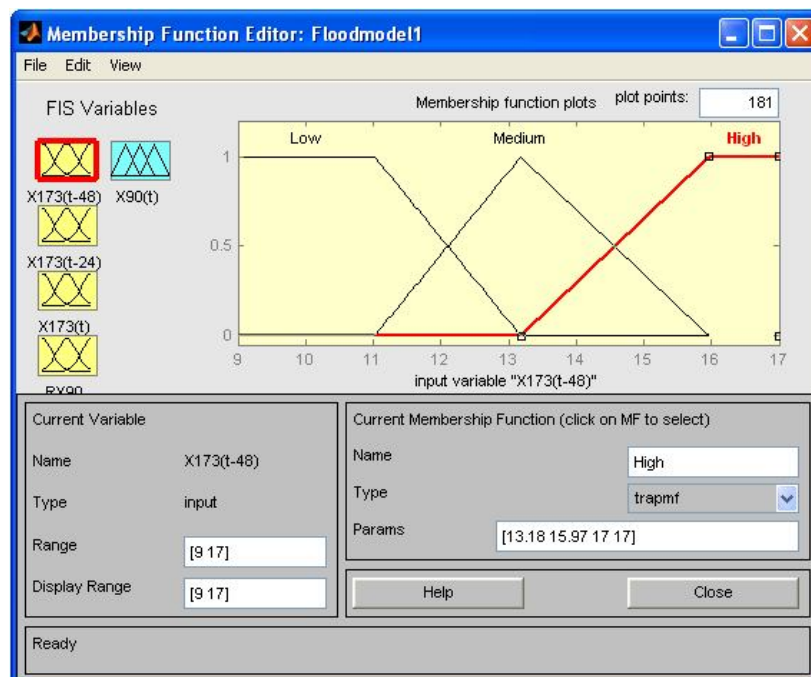 Membership Function Editor: Floodmodel1
File Edit View
FIS Variables
Membership function plots plot points: 181
X173(t-48) X90(t)
X173(t-24)
X173(t)
RX90
Low Medium High
1
0.5
0
9 10 11 12 13 14 15 16 17
input variable "X173(t-48)"
Current Variable
Name X173(t-48)
Type input
Range [9 17]
Display Range [9 17]
Current Membership Function (click on MF to select)
Name High
Type trapmf
Params [13.18 15.97 17 17]
Help Close
Ready